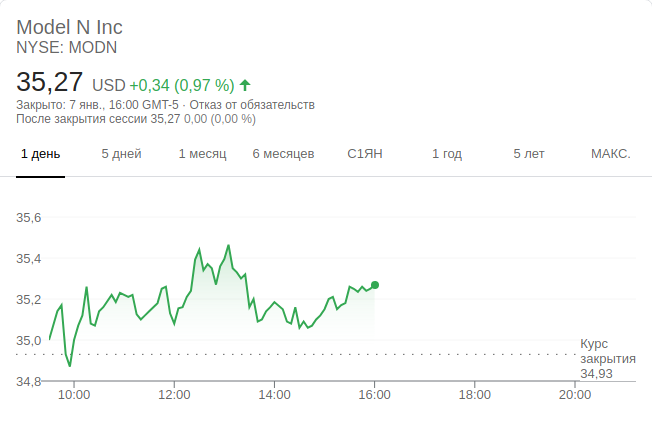 Model N Inc
NYSE: MODN
35,27 USD +0,34 (0,97 %)
Закрыто: 7 янв., 16:00 GMT-5 · Отказ от обязательств
После закрытия сессии 35,27 0,00 (0,00 %)
1 день 5 дней 1 месяц 6 месяцев С1ЯН 1 год 5 лет МАКС.
35,6
35,4
35,2
35,0
Курс
закрытия
34,93
34,8
10:00 12:00 14:00 16:00 18:00 20:00